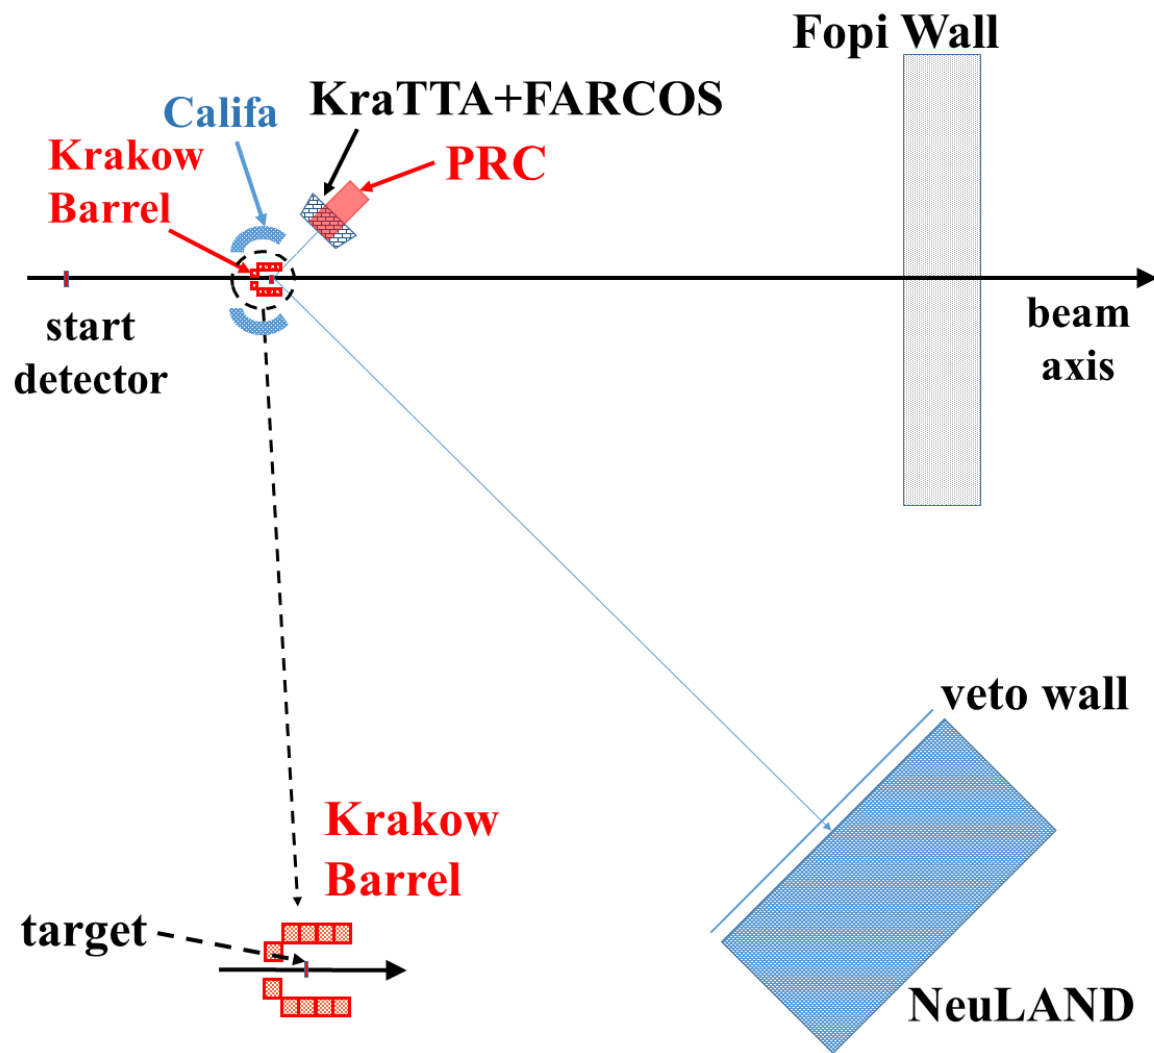 Fopi Wall
KraTTA+FARCOS
Califa
Krakow
Barrel
PRC
start
detector
beam
axis
veto wall
Krakow
Barrel
target
NeuLAND